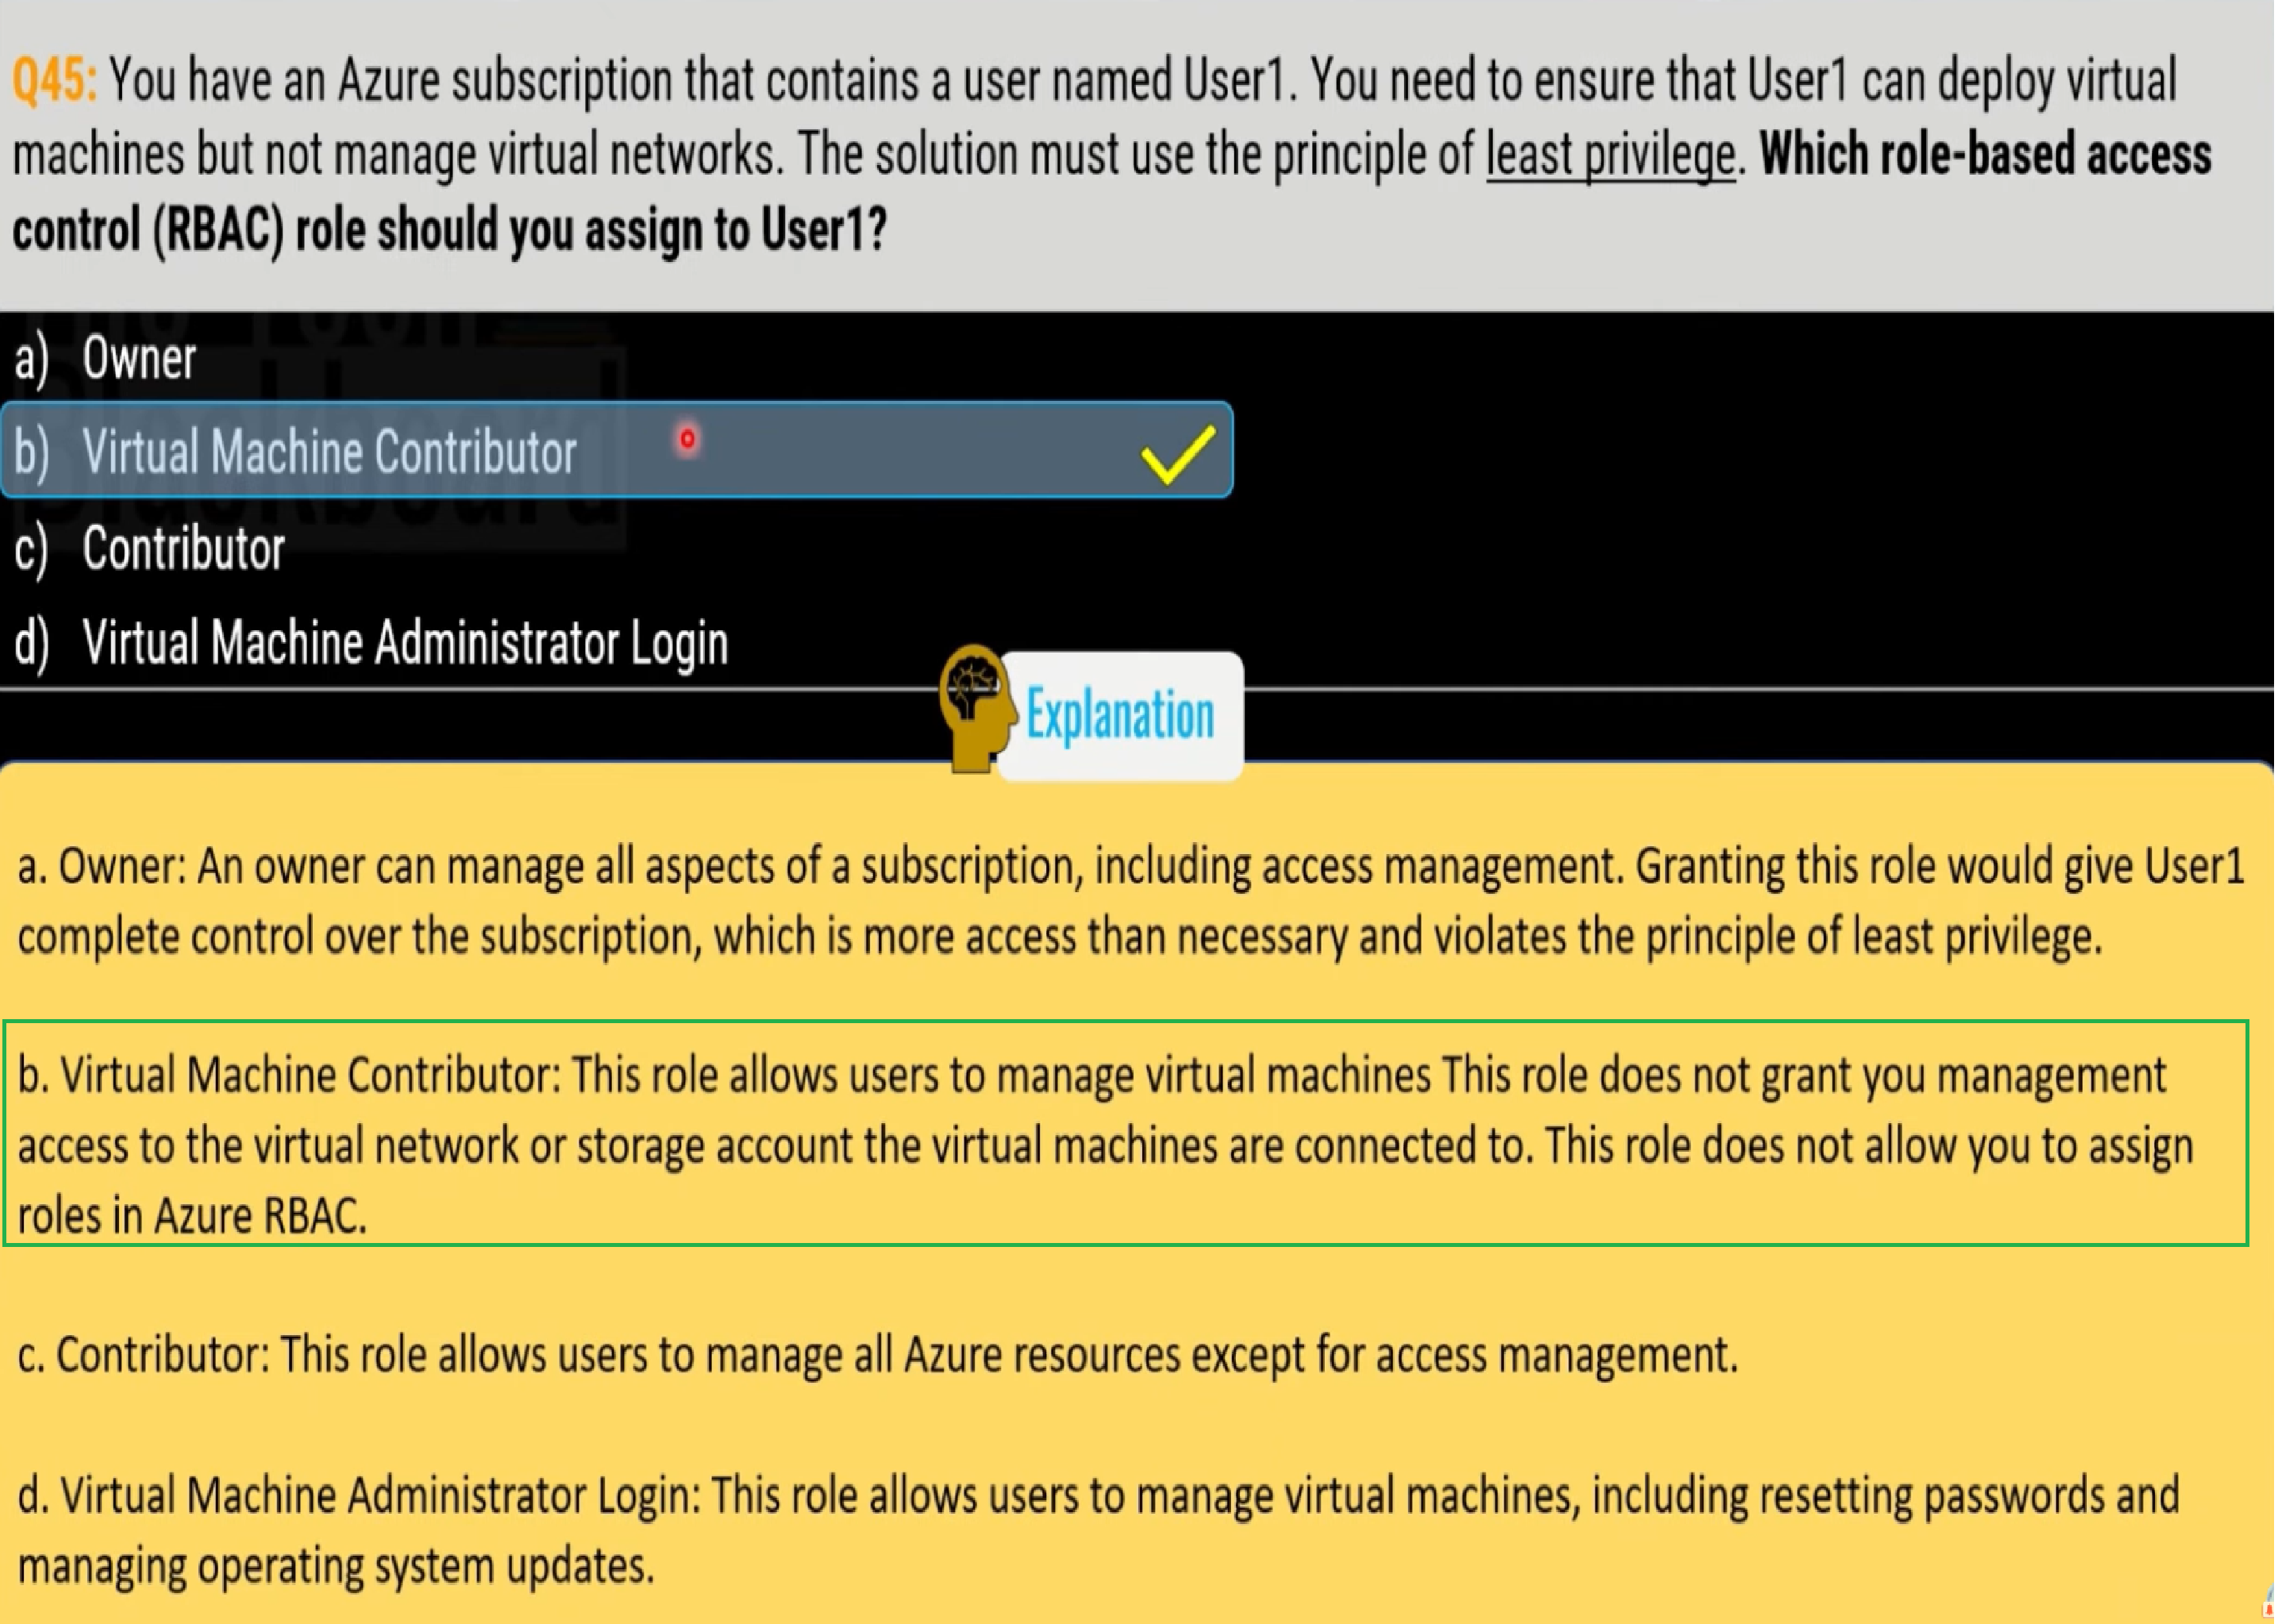 Q45: You have an Azure subscription that contains a user named User1. You need to ensure that User1 can deploy virtual
machines but not manage virtual networks. The solution must use the principle of least privilege. Which role-based access
control (RBAC) role should you assign to User1?
a) Owner
b) Virtual Machine Contributor
c) Contributor
d) Virtual Machine Administrator Login
Explanation
a. Owner: An owner can manage all aspects of a subscription, including access management. Granting this role would give User1
complete control over the subscription, which is more access than necessary and violates the principle of least privilege.
b. Virtual Machine Contributor: This role allows users to manage virtual machines This role does not grant you management
access to the virtual network or storage account the virtual machines are connected to. This role does not allow you to assign
roles in Azure RBAC.
c. Contributor: This role allows users to manage all Azure resources except for access management.
d. Virtual Machine Administrator Login: This role allows users to manage virtual machines, including resetting passwords and
managing operating system updates.